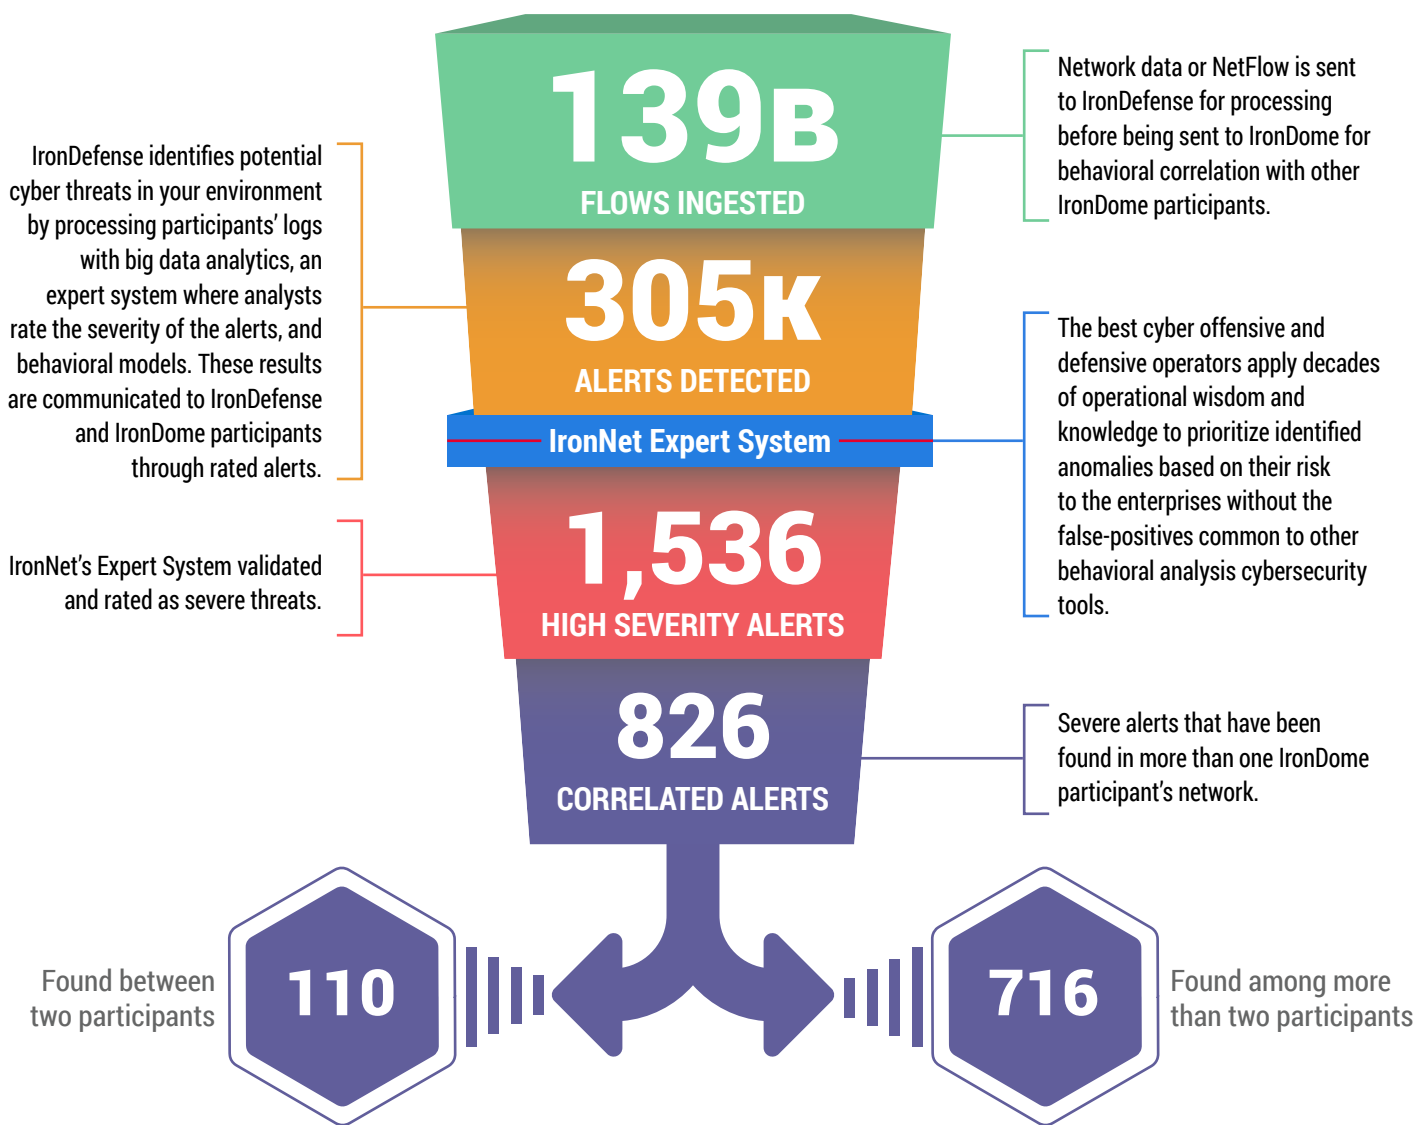 139B
FLOWS INGESTED
Network data or NetFlow is sent
to IronDefense for processing
before being sent to IronDome for
behavioral correlation with other
IronDome participants.
IronDefense identifies potential
cyber threats in your environment
by processing participants’ logs
with big data analytics, an
expert system where analysts
rate the severity of the alerts, and
behavioral models. These results
are communicated to IronDefense
and IronDome participants
through rated alerts.
305K
ALERTS DETECTED
IronNet Expert System
The best cyber offensive and
defensive operators apply decades
of operational wisdom and
knowledge to prioritize identified
anomalies based on their risk
to the enterprises without the
false-positives common to other
behavioral analysis cybersecurity
tools.
IronNet’s Expert System validated
and rated as severe threats.
1,536
HIGH SEVERITY ALERTS
826
CORRELATED ALERTS
Severe alerts that have been
found in more than one IronDome
participant’s network.
Found between
two participants
110
716
Found among more
than two participants